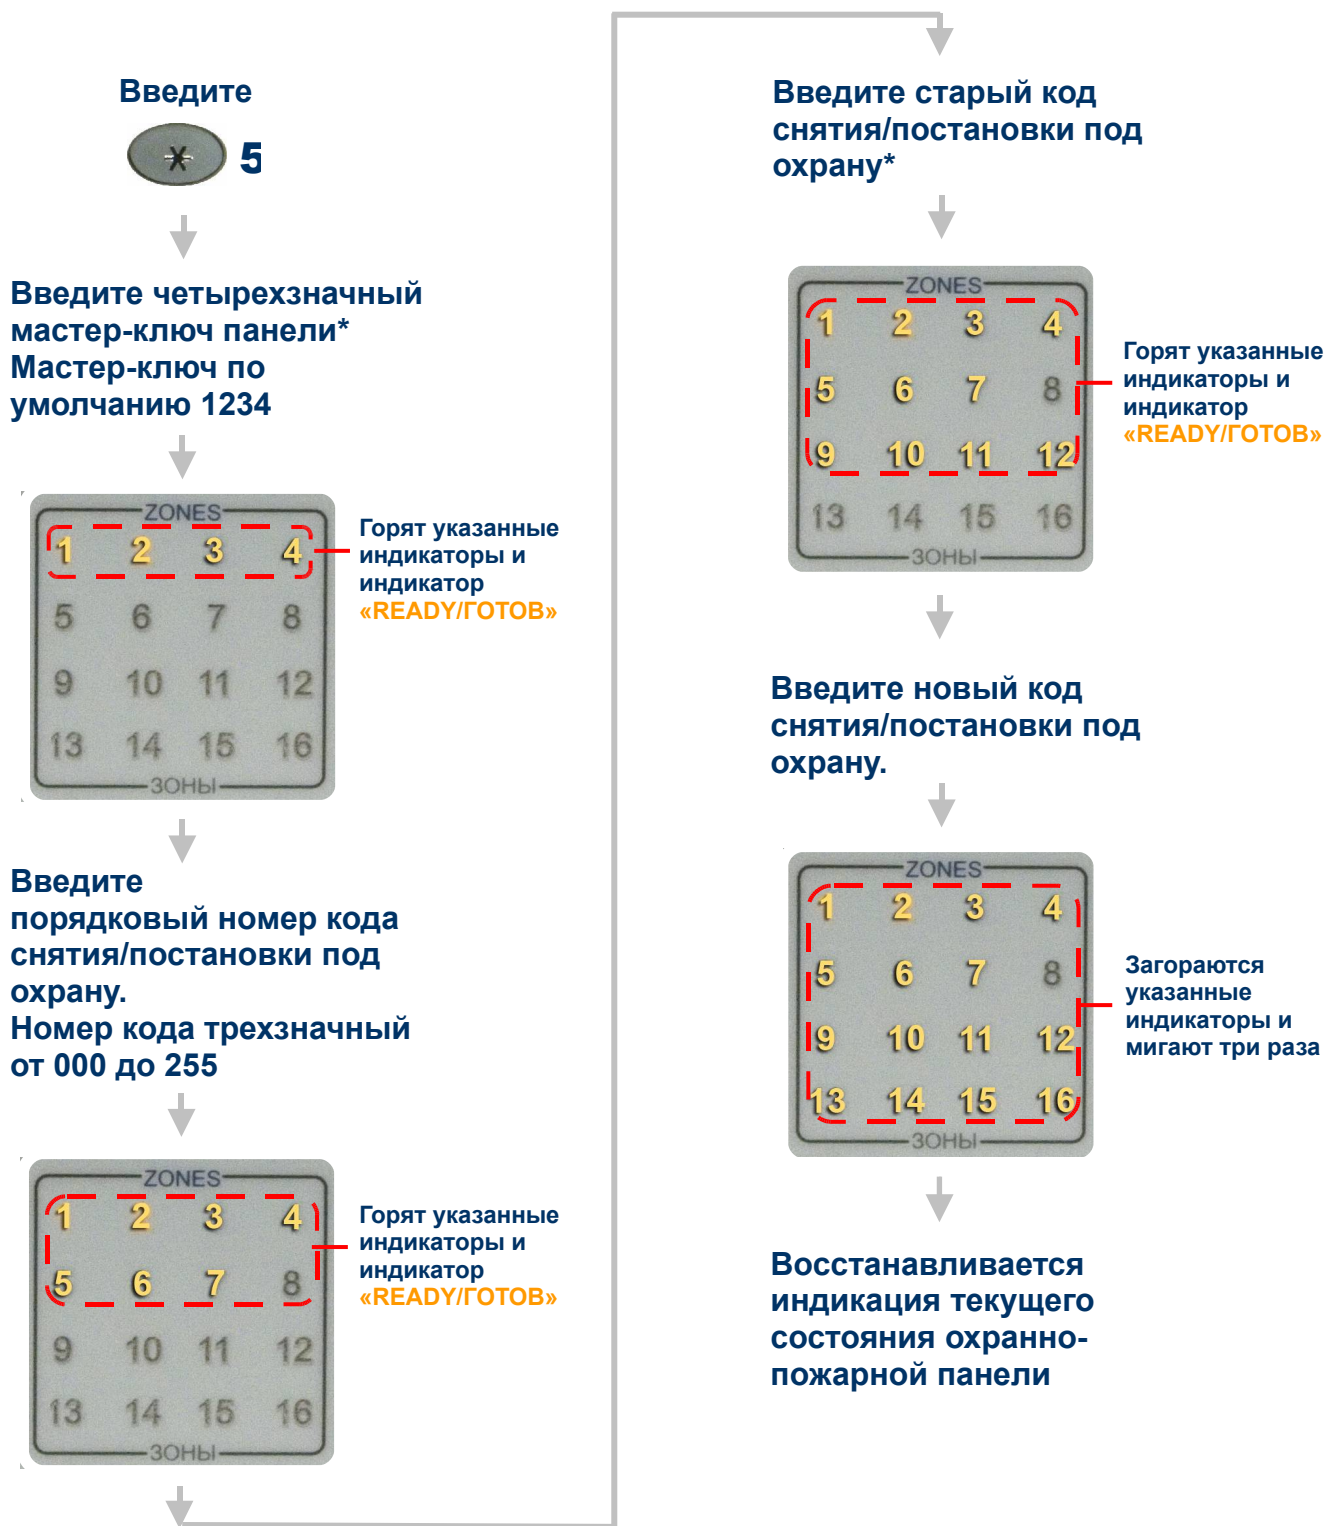 Введите
* 5
Введите четырехзначный
мастер-ключ панели*
Мастер-ключ по
умолчанию 1234
ZONES
1 2 3 4
5 6 7 8
9 10 11 12
13 14 15 16
ЗОНЫ
Горят указанные
индикаторы и
индикатор
«READY/ГОТОВ»
Введите
порядковый номер кода
снятия/постановки под
охрану.
Номер кода трехзначный
от 000 до 255
ZONES
1 2 3 4
5 6 7 8
9 10 11 12
13 14 15 16
ЗОНЫ
Горят указанные
индикаторы и
индикатор
«READY/ГОТОВ»
Введите старый код
снятия/постановки под
охрану*
ZONES
1 2 3 4
5 6 7 8
9 10 11 12
13 14 15 16
ЗОНЫ
Горят указанные
индикаторы и
индикатор
«READY/ГОТОВ»
Введите новый код
снятия/постановки под
охрану.
ZONES
1 2 3 4
5 6 7 8
9 10 11 12
13 14 15 16
ЗОНЫ
Загораются
указанные
индикаторы и
мигают три раза
Восстанавливается
индикация текущего
состояния охранно-
пожарной панели